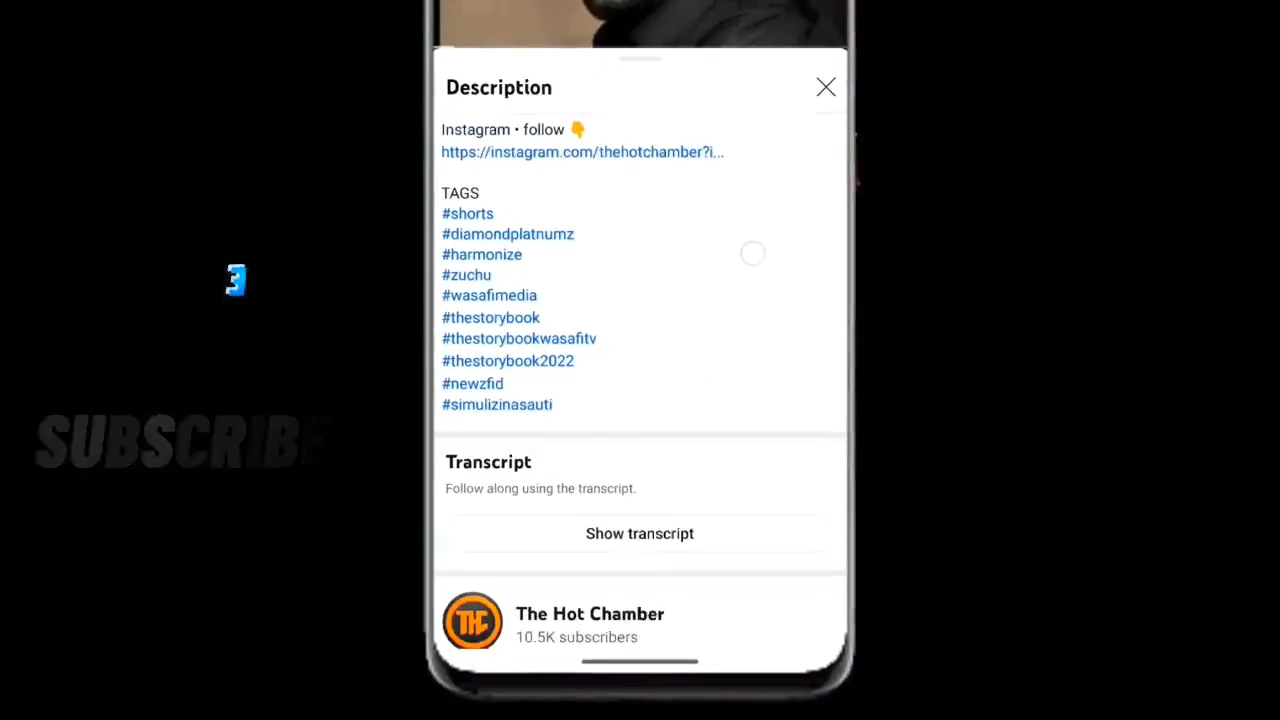 Description
Instagram • follow 👇
https://instagram.com/thehotchamber?i...
TAGS
#shorts
#diamondplatnumz
#harmonize
#zuchu
#wasafimedia
#thestorybook
#thestorybookwasafitv
#thestorybook2022
#newzfid
#simulizinasauti
3
SUBSCRIBE
Transcript
Follow along using the transcript.
Show transcript
THC
The Hot Chamber
10.5K subscribers